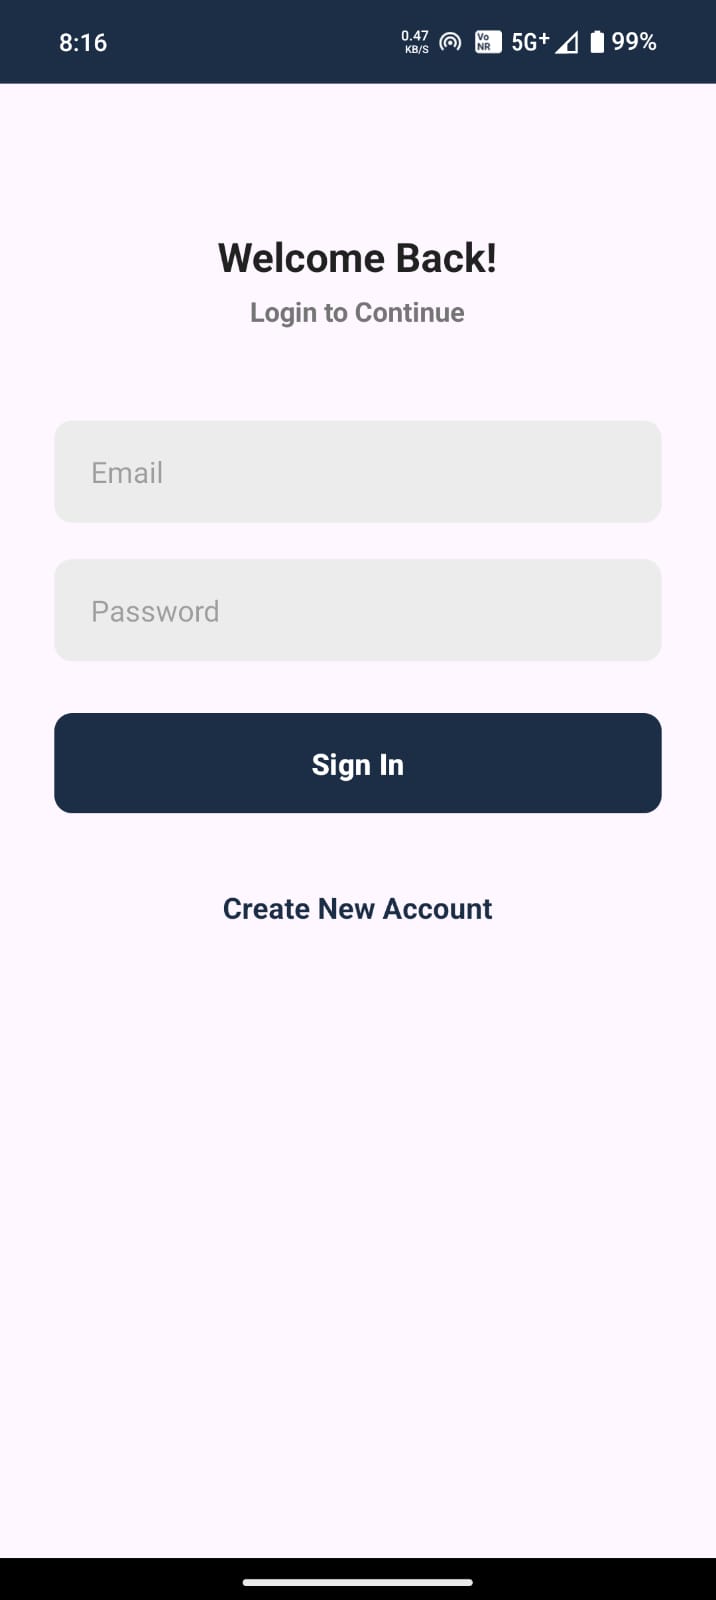 8:16
0.47
KB/S
Vo
NR
5G+
99%
Welcome Back!
Login to Continue
Email
Password
Sign In
Create New Account